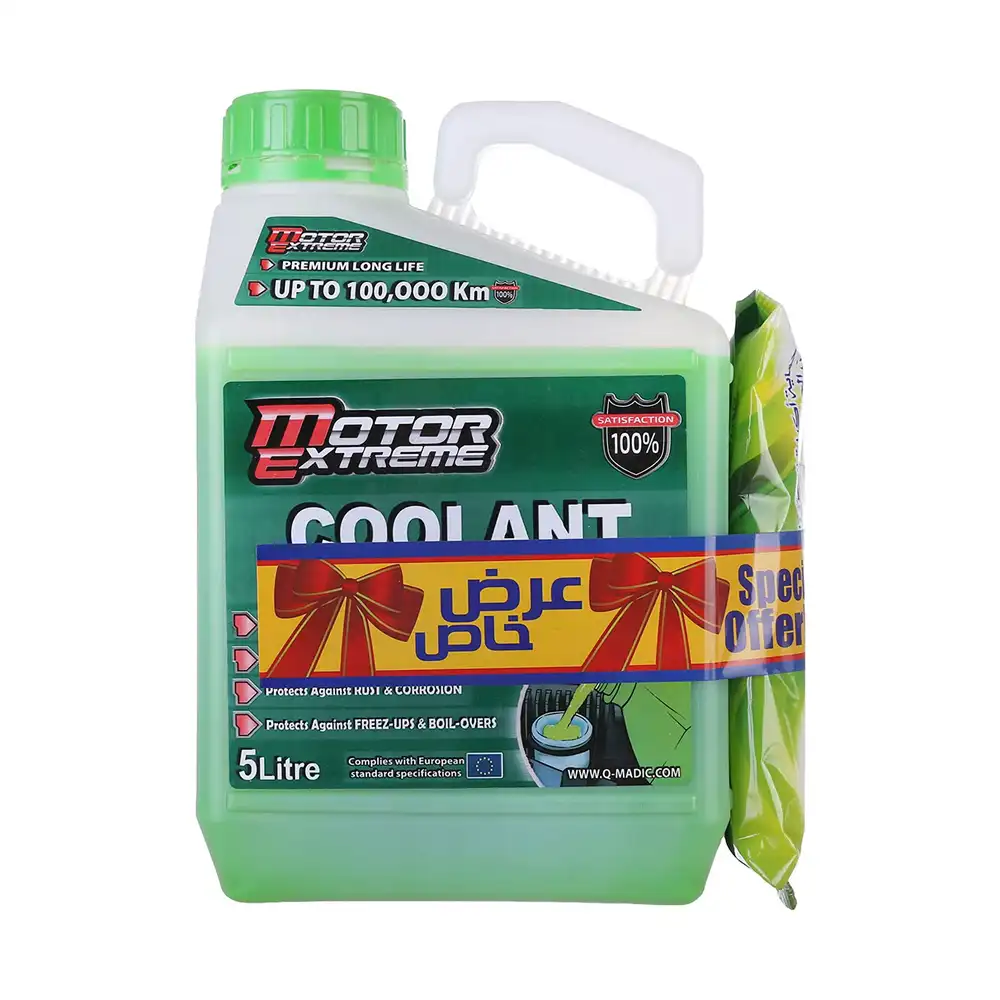 MOTOR
EXTREME
PREMIUM LONG LIFE
UP TO 100,000 Km
SATISFACTION
100%
MOTOR
EXTREME
SATISFACTION
100%
COOLANT
عرض
خاص
Speci
Offer
Protects Against RUST & CORROSION
Protects Against FREEZ-UPS & BOIL-OVERS
5Litre
Complies with European
standard specifications
WWW.Q-MADIC.COM